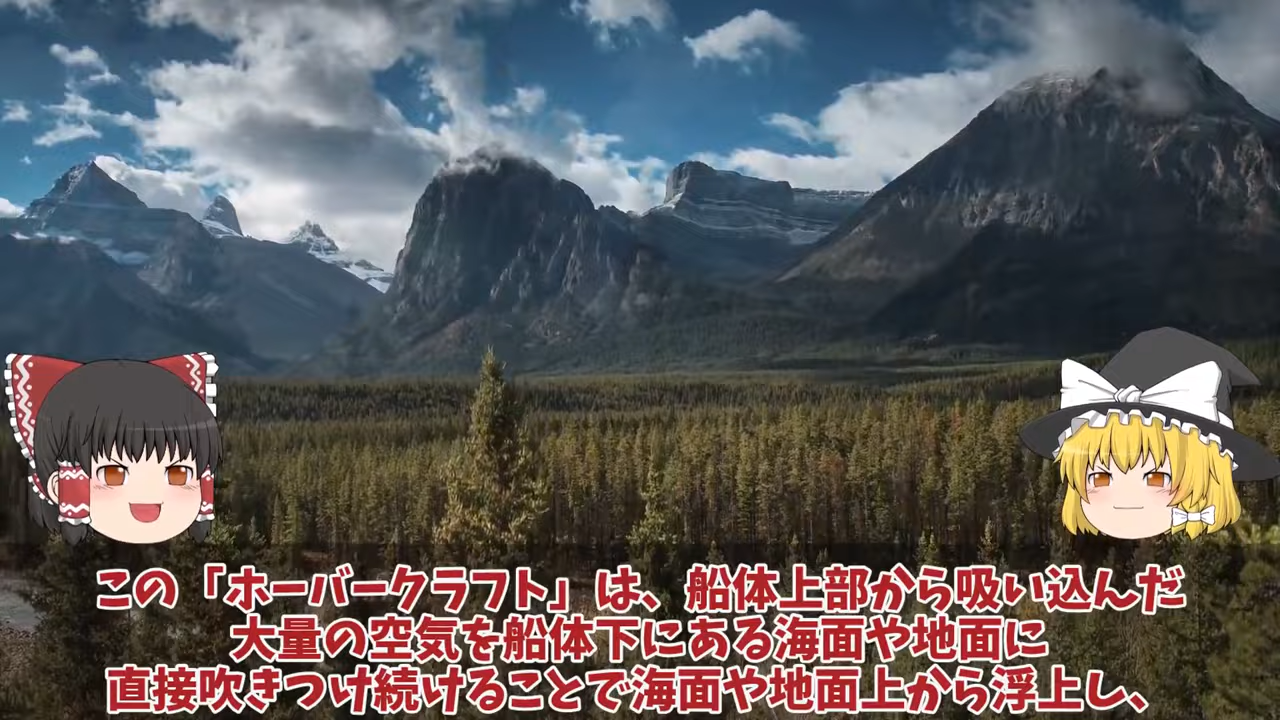 この「ホーバークラフト」は、船体上部から吸い込んだ
大量の空気を船体下にある海面や地面に
直接吹きつけ続けることで海面や地面上から浮上し、